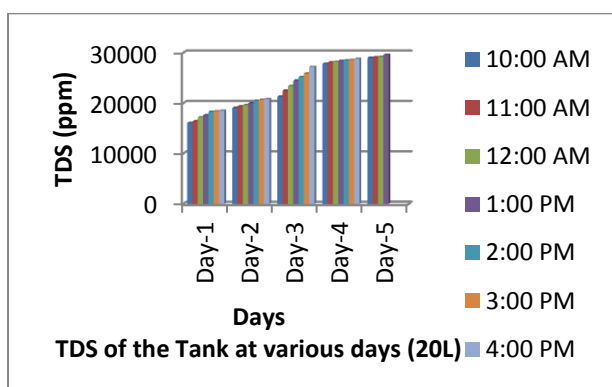 30000
20000
10000
0
TDS (ppm)
Day-1
Day-2
Day-3
Day-4
Day-5
Days
TDS of the Tank at various days (20L)
10:00 AM
11:00 AM
12:00 AM
1:00 PM
2:00 PM
3:00 PM
4:00 PM